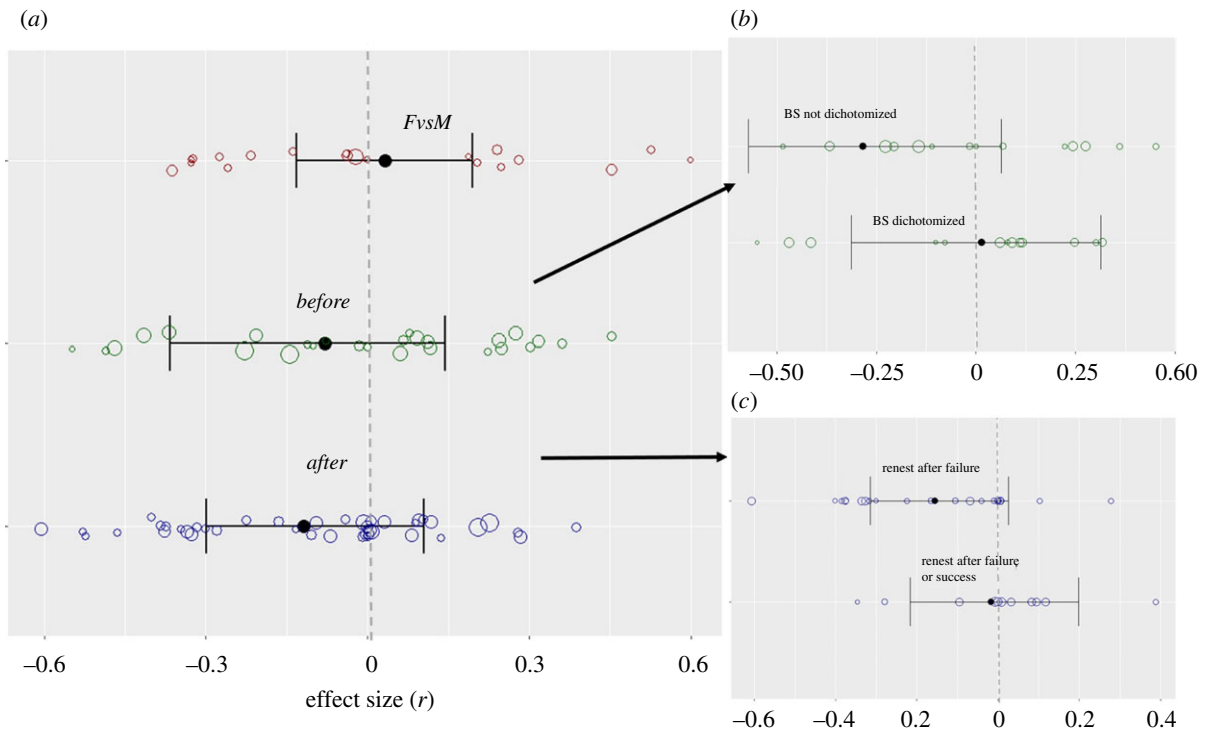 (a)
FvsM
before
after
–0.6 –0.3 0 0.3 0.6
effect size (r)
(b)
BS not dichotomized
BS dichotomized
–0.50 –0.25 0 0.25 0.60
(c)
renest after failure
renest after failure
or success
–0.6 –0.4 0.2 0 0.2 0.4